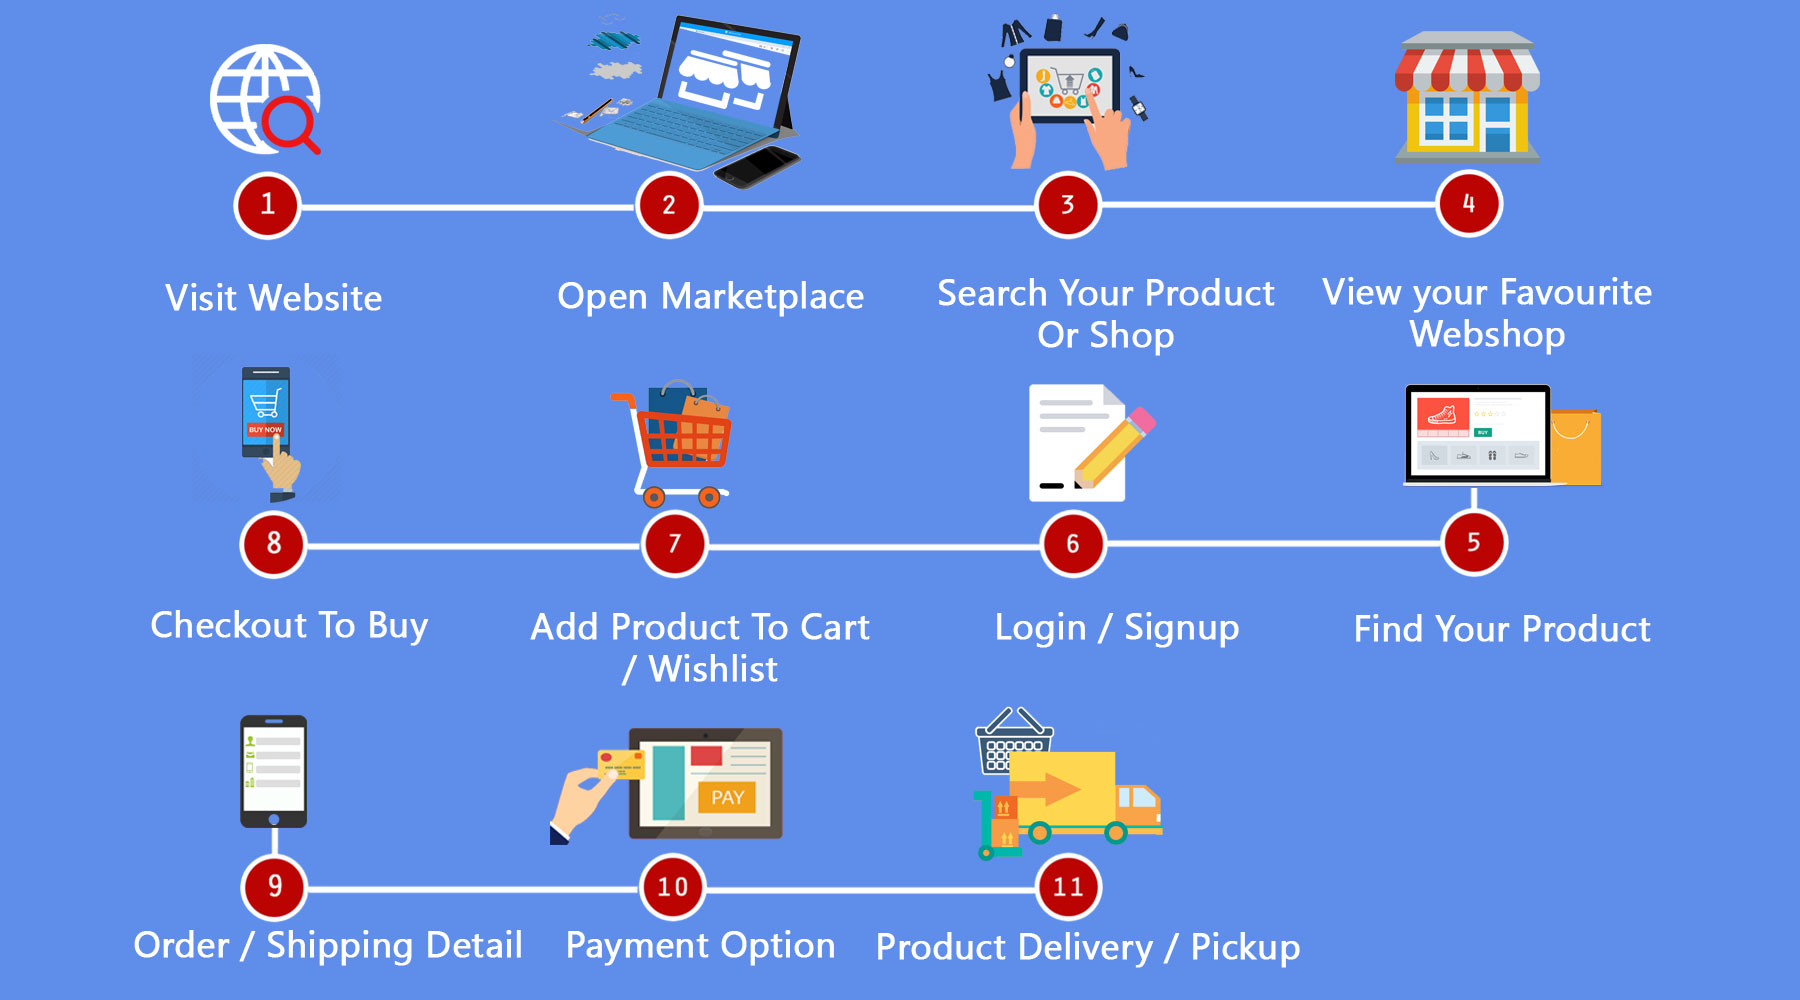 1
2
3
4
Visit Website
Open Marketplace
Search Your Product
Or Shop
View your Favourite
Webshop
BUY NOW
BUY
8
7
6
5
Checkout To Buy
Add Product To Cart
/ Wishlist
Login / Signup
Find Your Product
PAY
9
10
11
Order / Shipping Detail
Payment Option
Product Delivery / Pickup